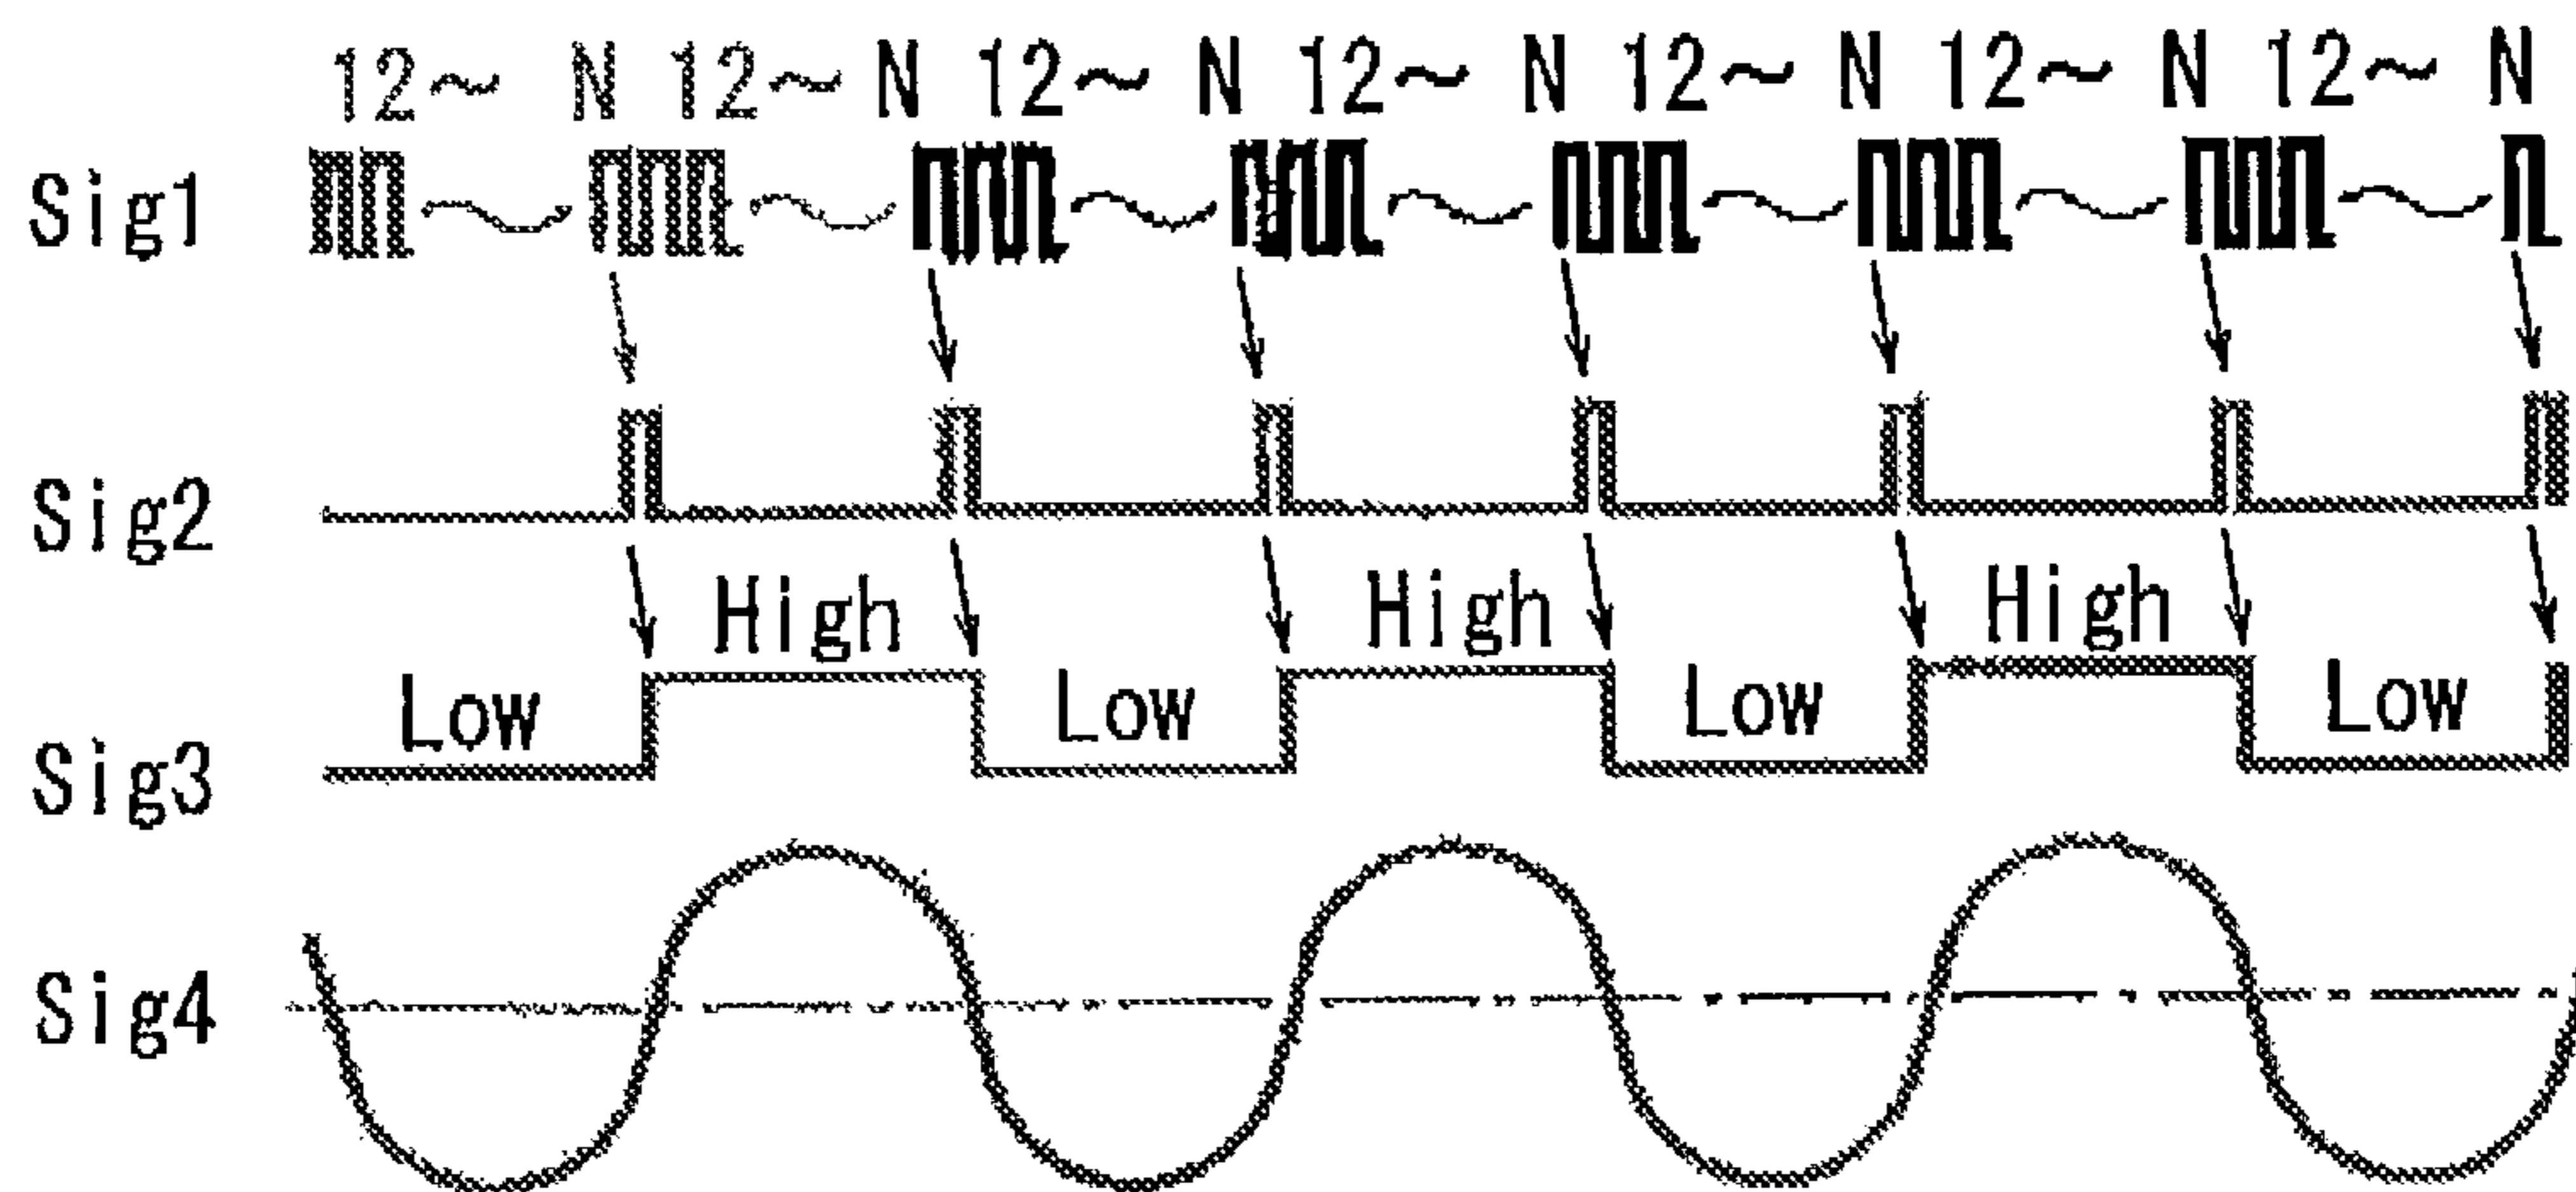 12～ N 12～ N 12～ N 12～ N 12～ N 12～ N 12～ N
Sig1
Sig2
High High High
Low Low Low Low
Sig3
Sig4